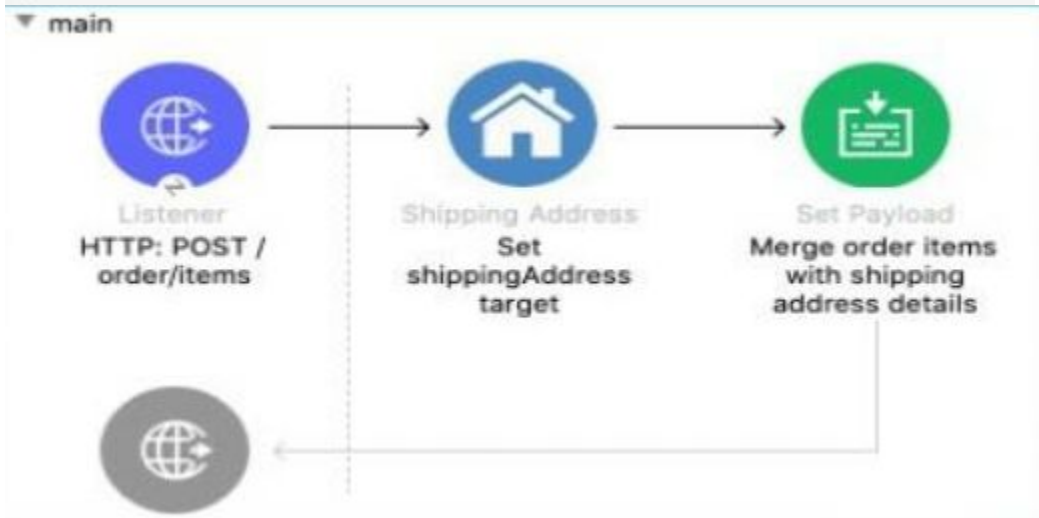 main
Listener
HTTP: POST /
order/items
Shipping Address
Set
shippingAddress
target
Set Payload
Merge order items
with shipping
address details